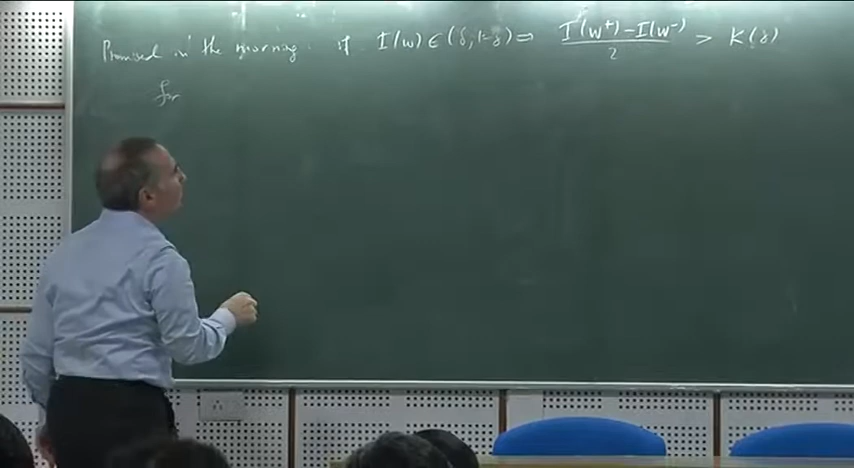 Promised in the morning. if I(w) ∈ (δ, 1-δ) ⇒ (I(w⁺) - I(w⁻))/2 > K(δ)
for